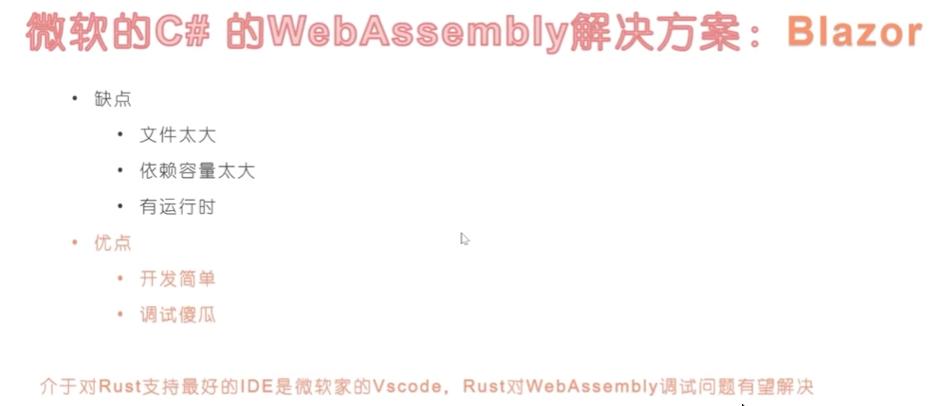 微软的C# 的WebAssembly解决方案：Blazor
• 缺点
• 文件太大
• 依赖容量太大
• 有运行时
• 优点
• 开发简单
• 调试傻瓜
介于对Rust支持最好的IDE是微软家的Vscode，Rust对WebAssembly调试问题有望解决